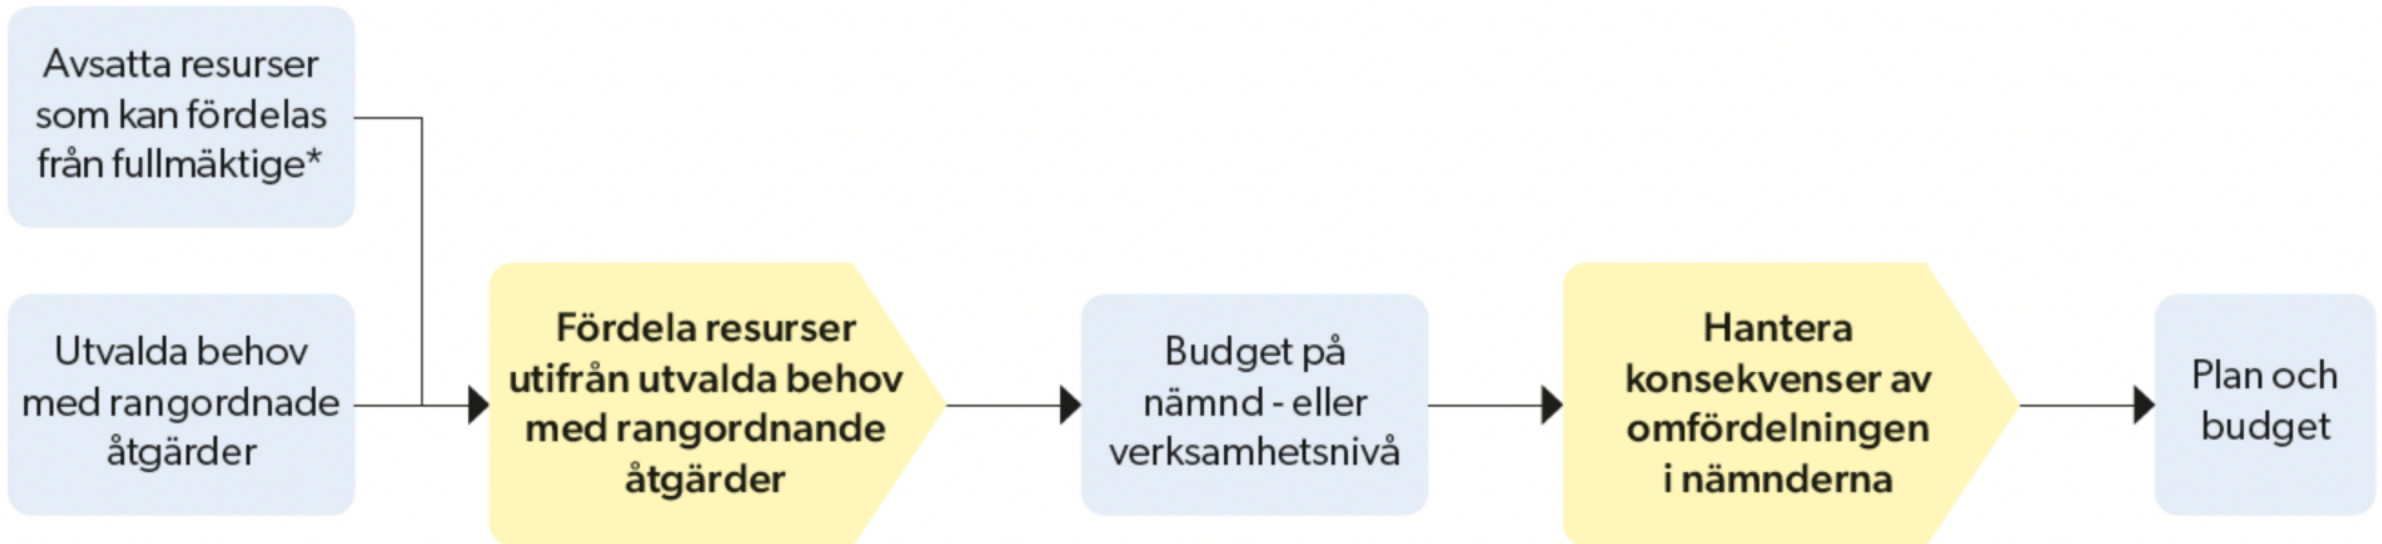 Avsatta resurser
som kan fördelas
från fullmäktige*
Utvalda behov
med rangordnade
åtgärder
Fördela resurser
utifrån utvalda behov
med rangordnande
åtgärder
Budget på
nämnd - eller
verksamhetsnivå
Hantera
konsekvenser av
omfördelningen
i nämnderna
Plan och
budget